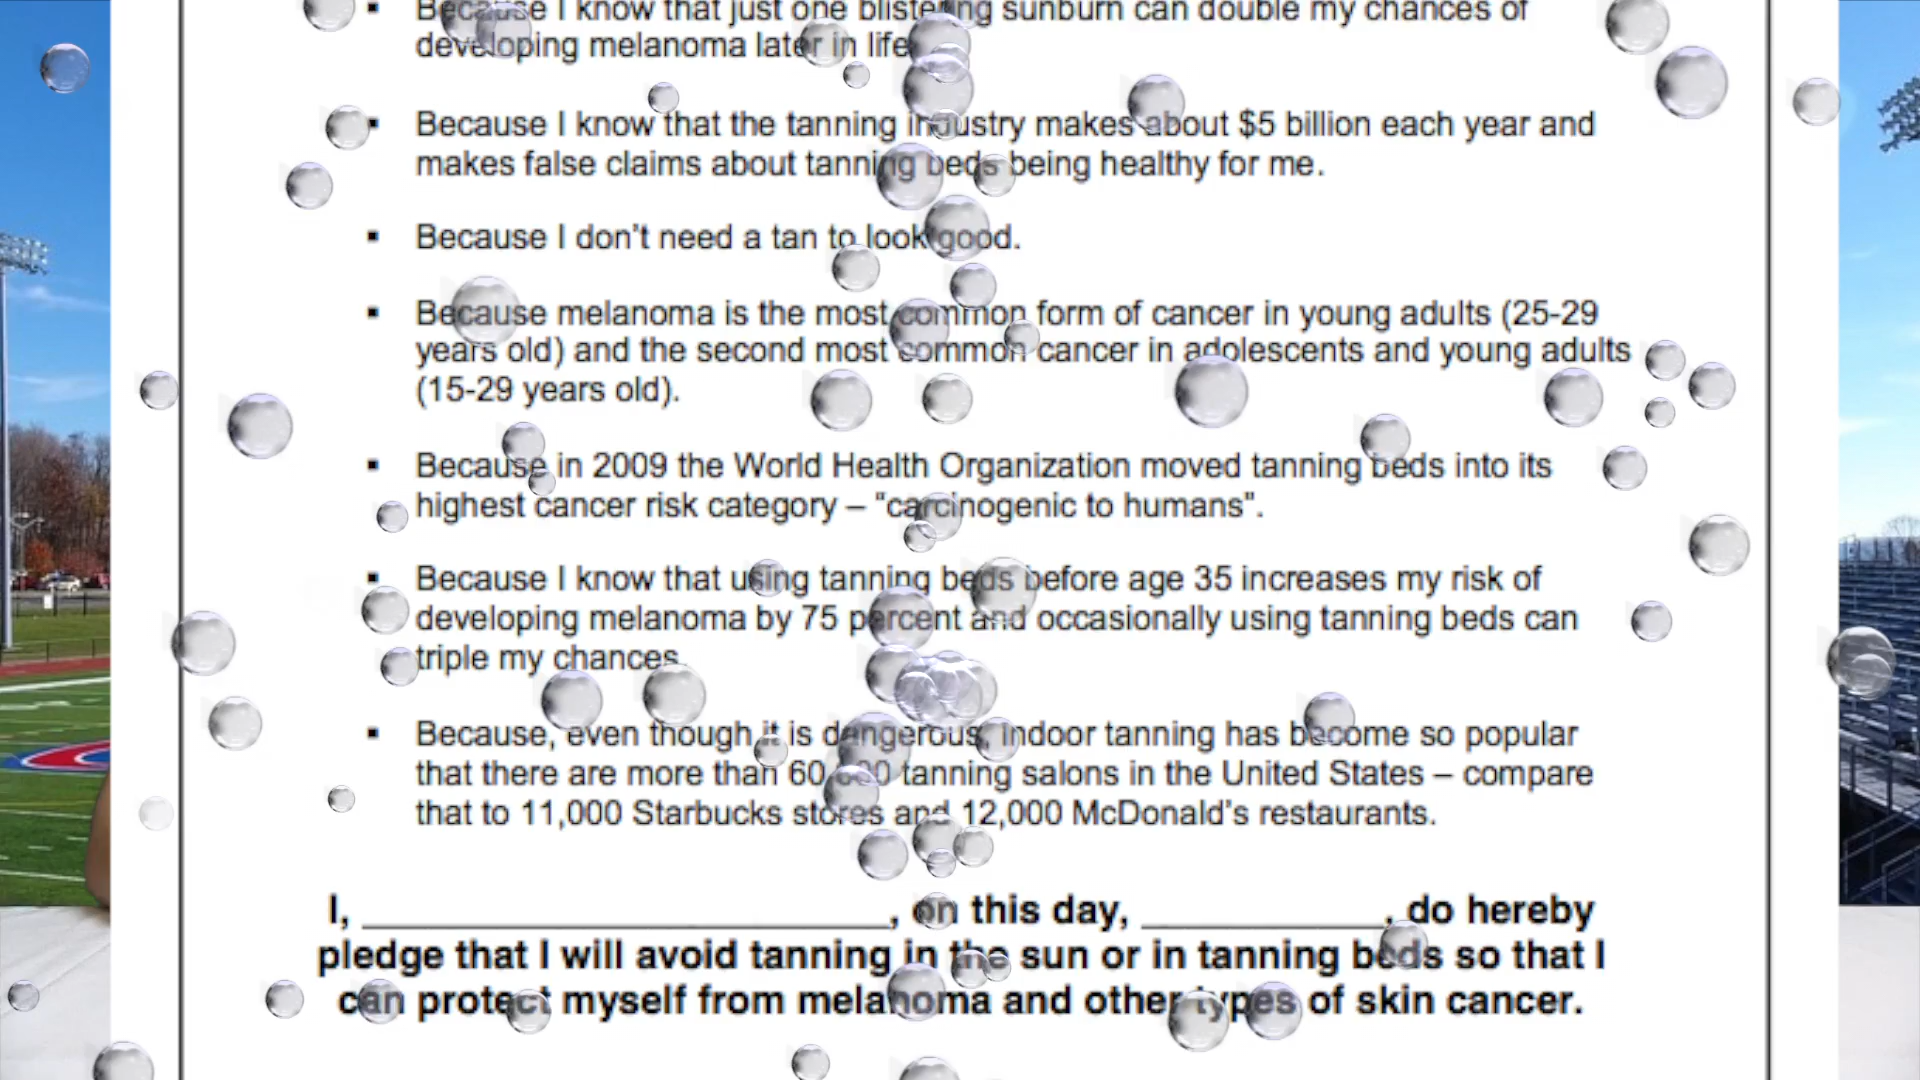 Because I know that just one blistering sunburn can double my chances of
developing melanoma later in life
Because I know that the tanning industry makes about $5 billion each year and
makes false claims about tanning beds being healthy for me.
Because I don't need a tan to look good.
Because melanoma is the most common form of cancer in young adults (25-29
years old) and the second most common cancer in adolescents and young adults
(15-29 years old).
Because in 2009 the World Health Organization moved tanning beds into its
highest cancer risk category – "carcinogenic to humans".
Because I know that using tanning beds before age 35 increases my risk of
developing melanoma by 75 percent and occasionally using tanning beds can
triple my chances.
Because, even though it is dangerous, indoor tanning has become so popular
that there are more than 60,000 tanning salons in the United States – compare
that to 11,000 Starbucks stores and 12,000 McDonald's restaurants.
I, ____________________, on this day, __________, do hereby
pledge that I will avoid tanning in the sun or in tanning beds so that I
can protect myself from melanoma and other types of skin cancer.